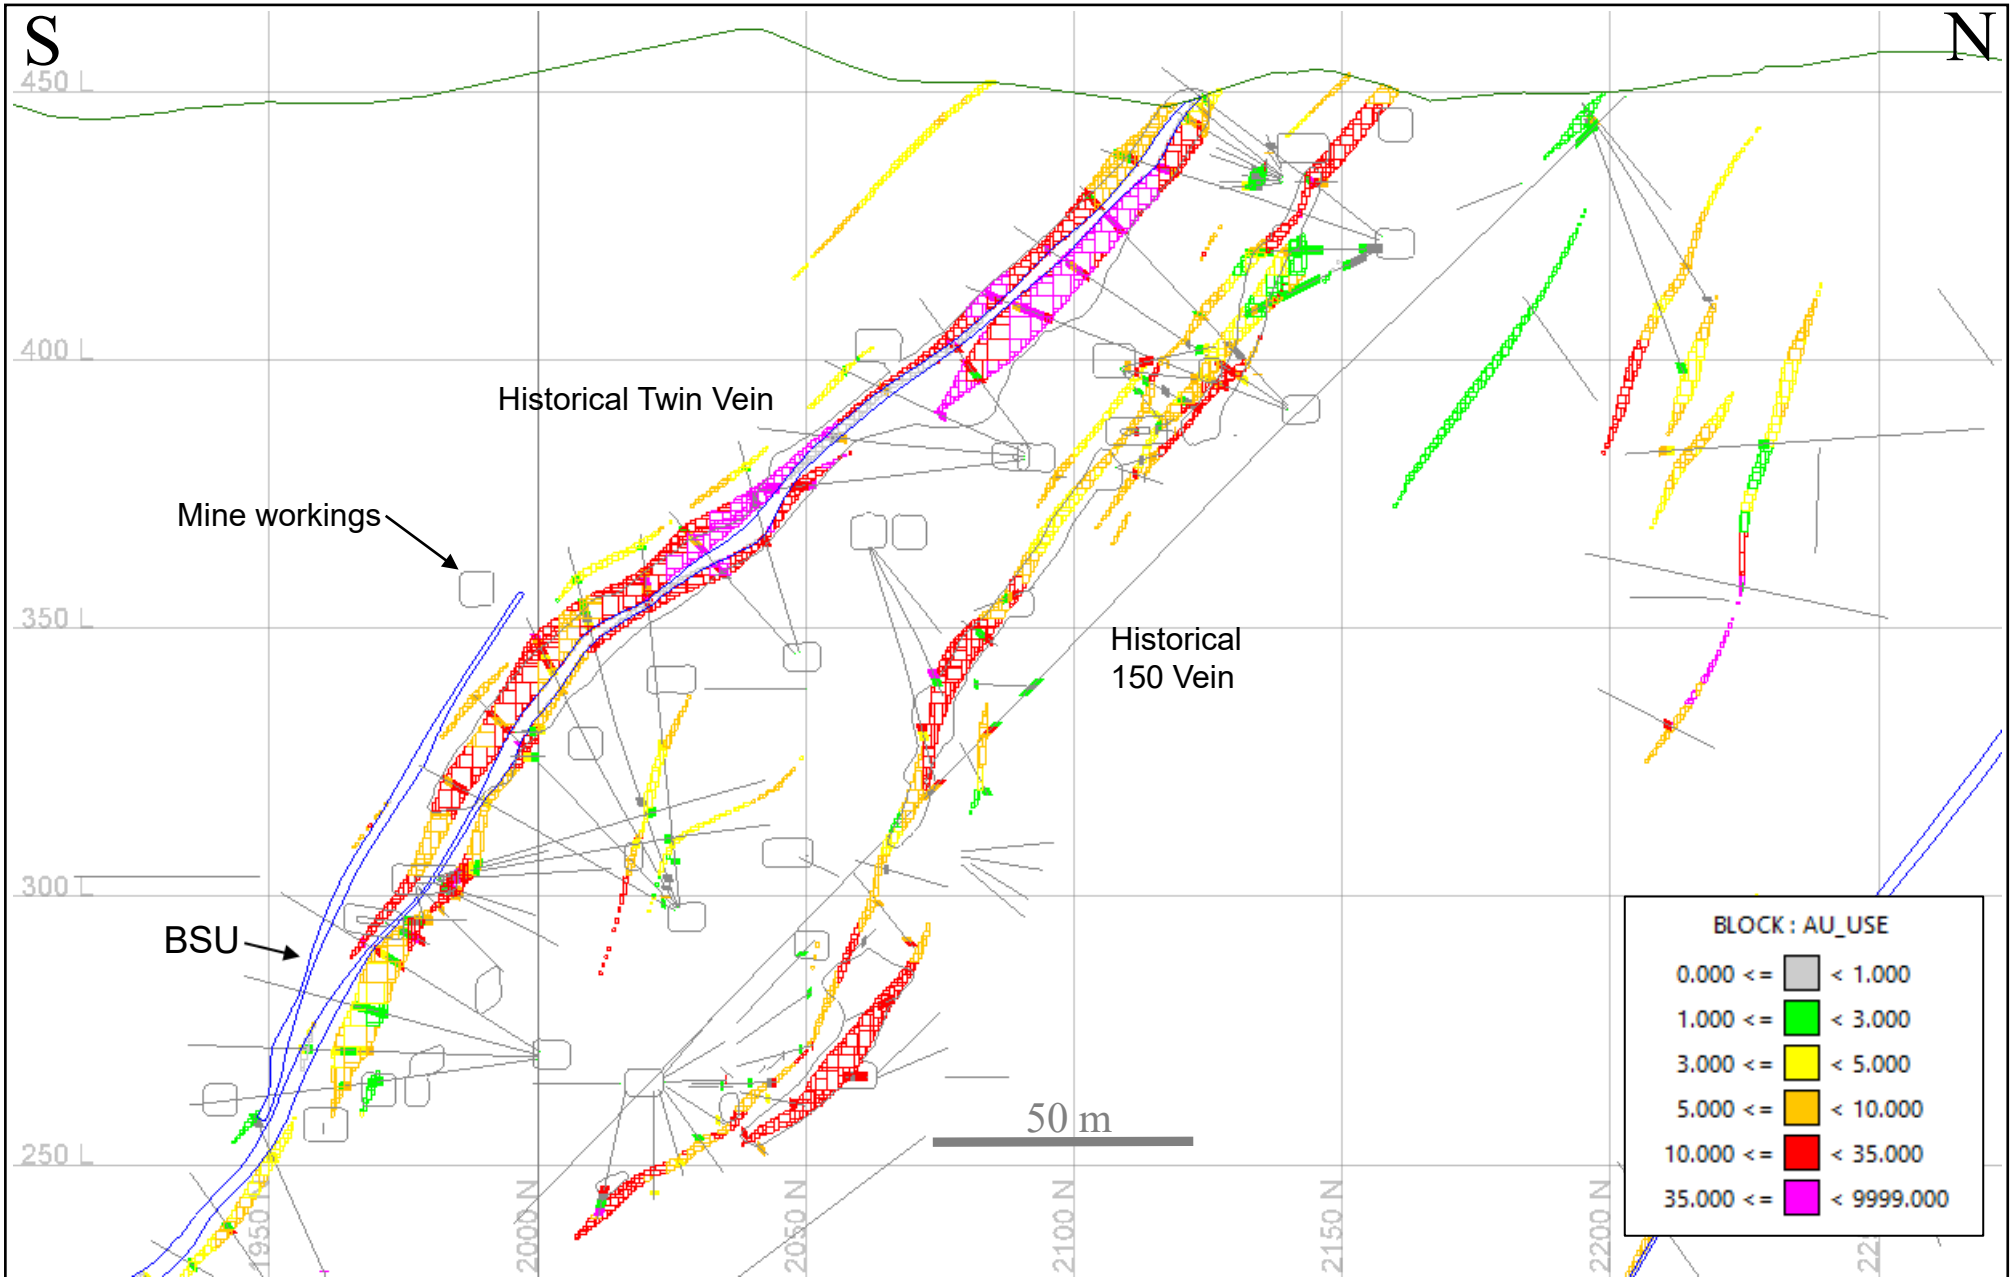 S
N
450 L
400 L
Historical Twin Vein
Mine workings
350 L
Historical
150 Vein
300 L
BSU
BLOCK : AU_USE
0.000 <= < 1.000
1.000 <= < 3.000
3.000 <= < 5.000
5.000 <= < 10.000
10.000 <= < 35.000
35.000 <= < 9999.000
50 m
250 L
1950 N
2000 N
2050 N
2100 N
2150 N
2200 N